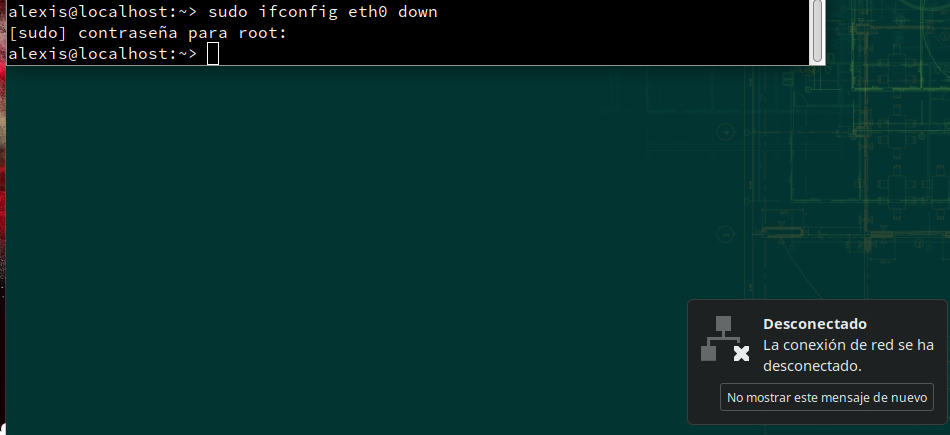 alexis@localhost:~> sudo ifconfig eth0 down
[sudo] contraseña para root:
alexis@localhost:~>
Desconectado
La conexión de red se ha
desconectado.
No mostrar este mensaje de nuevo